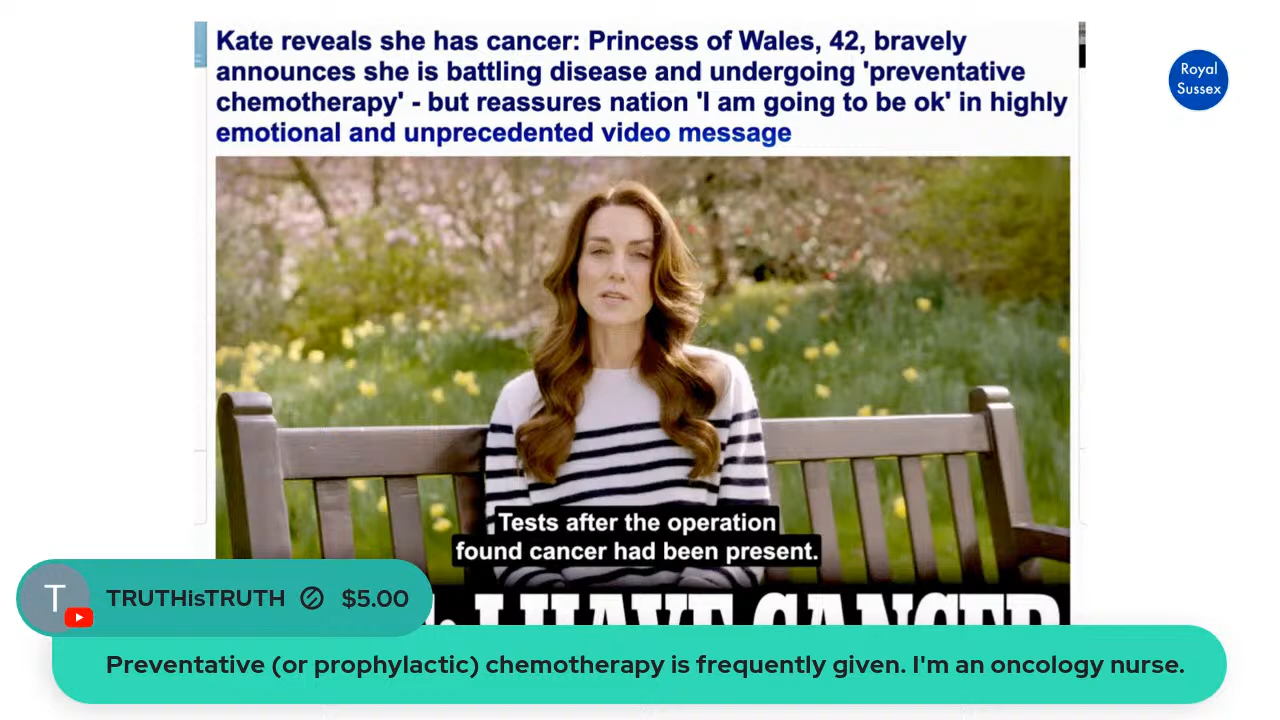 Kate reveals she has cancer: Princess of Wales, 42, bravely
announces she is battling disease and undergoing 'preventative
chemotherapy' - but reassures nation 'I am going to be ok' in highly
emotional and unprecedented video message
Royal
Sussex
Tests after the operation
found cancer had been present.
I HAVE CANCER
T
TRUTHisTRUTH $5.00
Preventative (or prophylactic) chemotherapy is frequently given. I'm an oncology nurse.